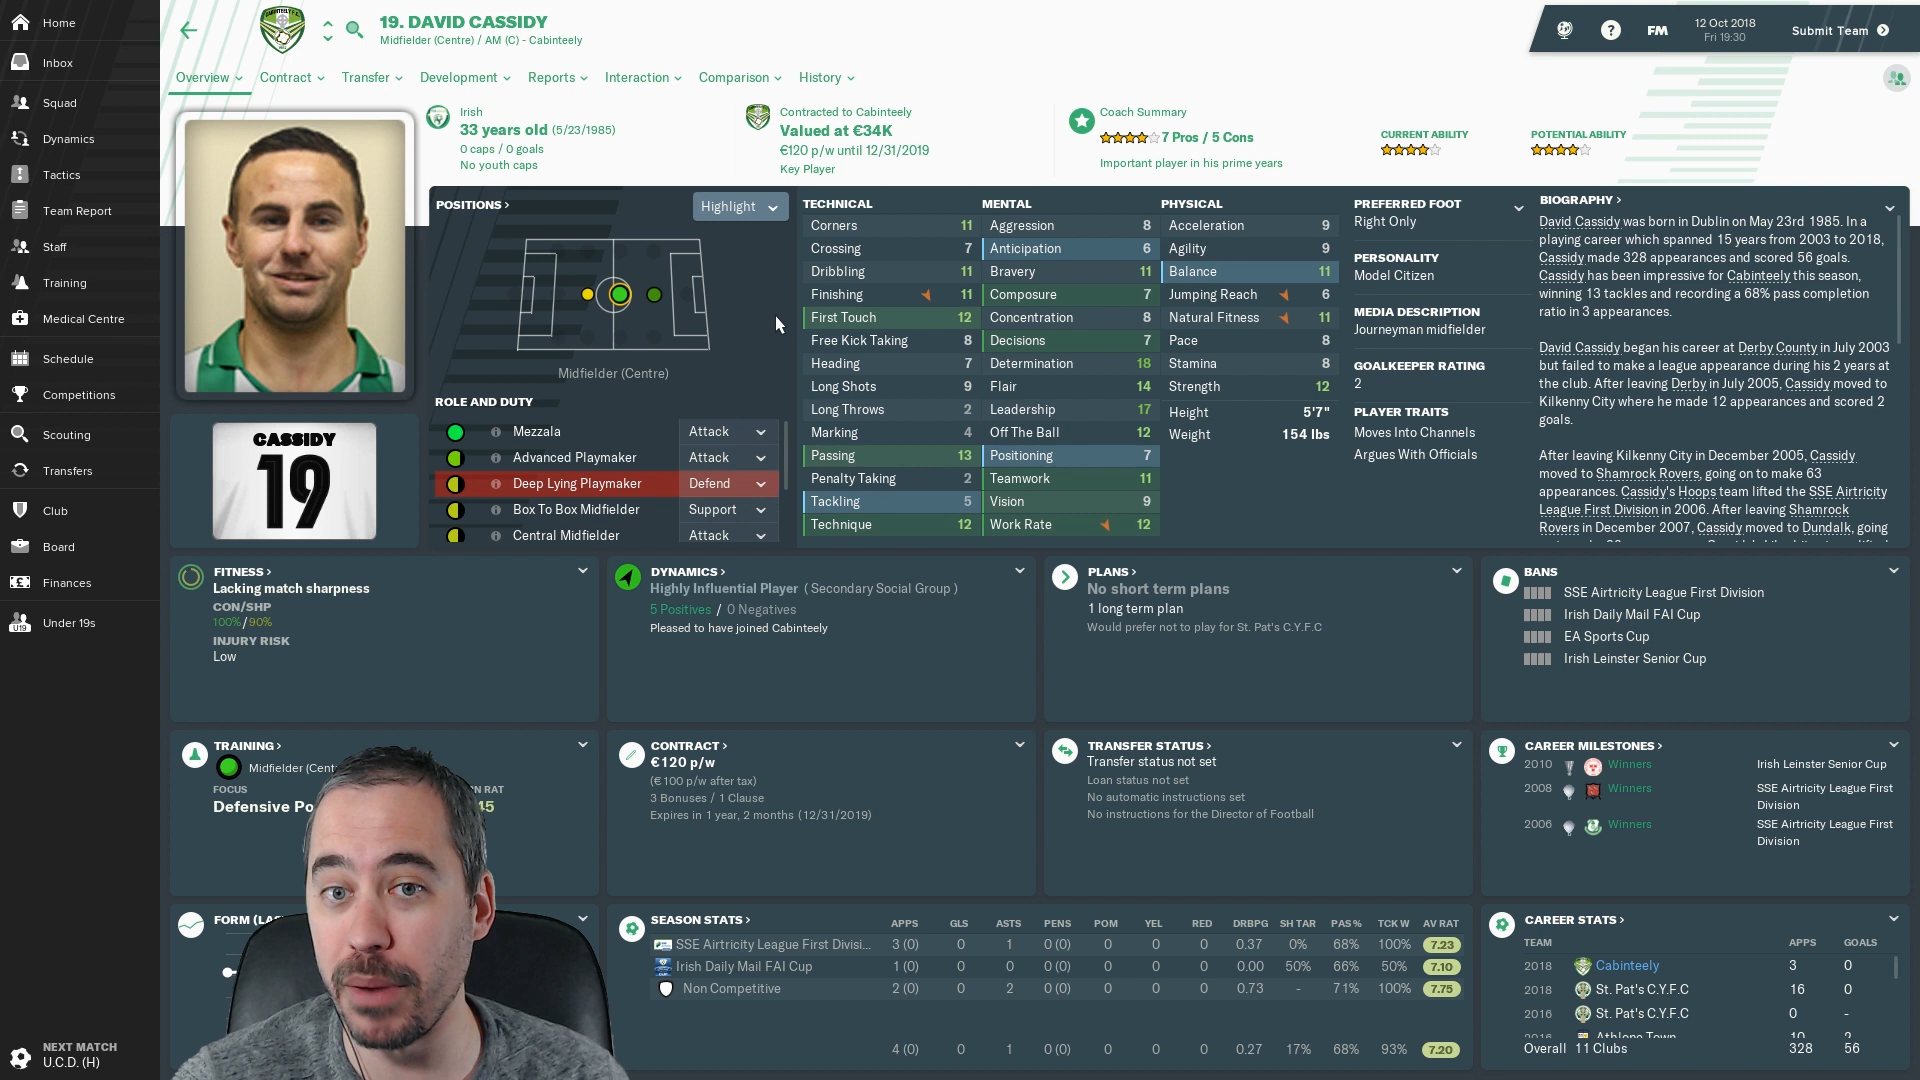 Home
Inbox
Squad
Dynamics
Tactics
Team Report
Staff
Training
Medical Centre
Schedule
Competitions
Scouting
Transfers
Club
Board
Finances
U19
Under 19s
NEXT MATCH
U.C.D. (H)
19. DAVID CASSIDY
Midfielder (Centre) / AM (C) - Cabinteely
?
FM
12 Oct 2018
Fri 19:30
Submit Team
Overview Contract Transfer Development Reports Interaction Comparison History
Irish
33 years old (5/23/1985)
0 caps / 0 goals
No youth caps
Contracted to Cabinteely
Valued at €34K
€120 p/w until 12/31/2019
Key Player
Coach Summary
7 Pros / 5 Cons
Important player in his prime years
CURRENT ABILITY
POTENTIAL ABILITY
CASSIDY
19
POSITIONS >
Highlight
Midfielder (Centre)
ROLE AND DUTY
Mezzala Attack
Advanced Playmaker Attack
Deep Lying Playmaker Defend
Box To Box Midfielder Support
Central Midfielder Attack
TECHNICAL
Corners 11
Crossing 7
Dribbling 11
Finishing 11
First Touch 12
Free Kick Taking 8
Heading 7
Long Shots 9
Long Throws 2
Marking 4
Passing 13
Penalty Taking 2
Tackling 5
Technique 12
MENTAL
Aggression 8
Anticipation 6
Bravery 11
Composure 7
Concentration 8
Decisions 7
Determination 18
Flair 14
Leadership 17
Off The Ball 12
Positioning 7
Teamwork 11
Vision 9
Work Rate 12
PHYSICAL
Acceleration 9
Agility 9
Balance 11
Jumping Reach 6
Natural Fitness 11
Pace 8
Stamina 8
Strength 12
Height 5'7"
Weight 154 lbs
PREFERRED FOOT
Right Only
PERSONALITY
Model Citizen
MEDIA DESCRIPTION
Journeyman midfielder
GOALKEEPER RATING
2
PLAYER TRAITS
Moves Into Channels
Argues With Officials
BIOGRAPHY >
David Cassidy was born in Dublin on May 23rd 1985. In a
playing career which spanned 15 years from 2003 to 2018,
Cassidy made 328 appearances and scored 56 goals.
Cassidy has been impressive for Cabinteely this season,
winning 13 tackles and recording a 68% pass completion
ratio in 3 appearances.
David Cassidy began his career at Derby County in July 2003
but failed to make a league appearance during his 2 years at
the club. After leaving Derby in July 2005, Cassidy moved to
Kilkenny City where he made 12 appearances and scored 2
goals.
After leaving Kilkenny City in December 2005, Cassidy
moved to Shamrock Rovers, going on to make 63
appearances. Cassidy's Hoops team lifted the SSE Airtricity
League First Division in 2006. After leaving Shamrock
Rovers in December 2007, Cassidy moved to Dundalk, going
FITNESS >
Lacking match sharpness
CON/SHP
100%/90%
INJURY RISK
Low
DYNAMICS >
Highly Influential Player ( Secondary Social Group )
5 Positives / 0 Negatives
Pleased to have joined Cabinteely
PLANS >
No short term plans
1 long term plan
Would prefer not to play for St. Pat's C.Y.F.C
BANS
SSE Airtricity League First Division
Irish Daily Mail FAI Cup
EA Sports Cup
Irish Leinster Senior Cup
TRAINING >
Midfielder (Cent
FOCUS N RAT
Defensive Po 45
CONTRACT >
€120 p/w
(€100 p/w after tax)
3 Bonuses / 1 Clause
Expires in 1 year, 2 months (12/31/2019)
TRANSFER STATUS >
Transfer status not set
Loan status not set
No automatic instructions set
No instructions for the Director of Football
CAREER MILESTONES >
2010 Winners Irish Leinster Senior Cup
2008 Winners SSE Airtricity League First
Division
2006 Winners SSE Airtricity League First
Division
FORM (LAS
SEASON STATS > APPS GLS ASTS PENS POM YEL RED DRBPG SH TAR PAS % TCK W AV RAT
SSE Airtricity League First Divisi... 3 (0) 0 1 0 (0) 0 0 0 0.37 0% 68% 100% 7.23
Irish Daily Mail FAI Cup 1 (0) 0 0 0 (0) 0 0 0 0.00 50% 66% 50% 7.10
Non Competitive 2 (0) 0 2 0 (0) 0 0 0 0.73 - 71% 100% 7.75
4 (0) 0 1 0 (0) 0 0 0 0.27 17% 68% 93% 7.20
CAREER STATS >
TEAM APPS GOALS
2018 Cabinteely 3 0
2018 St. Pat's C.Y.F.C 16 0
2016 St. Pat's C.Y.F.C 0 -
2016 Athlone Town 10 2
Overall 11 Clubs 328 56